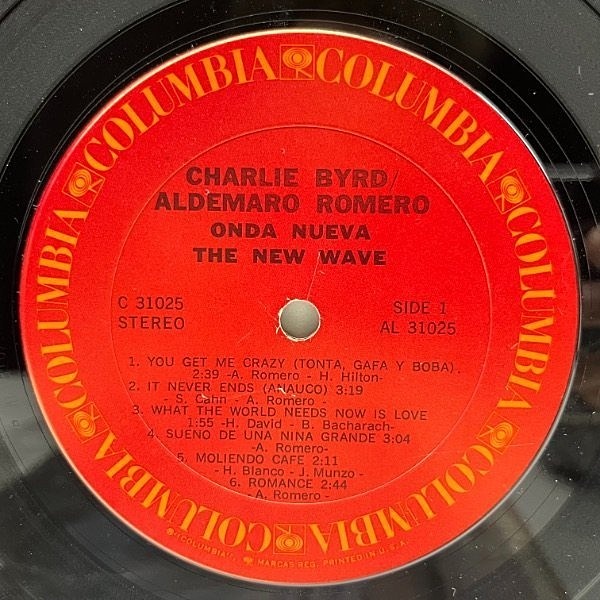 COLUMBIA COLUMBIA COLUMBIA COLUMBIA COLUMBIA COLUMBIA COLUMBIA
CHARLIE BYRD/
ALDEMARO ROMERO
ONDA NUEVA
THE NEW WAVE
C 31025
STEREO
SIDE 1
AL 31025
1. YOU GET ME CRAZY (TONTA, GAFA Y BOBA).
2:39 -A. Romero - H. Hilton-
2. IT NEVER ENDS (ANAUCO) 3:19
- S. Cahn - A. Romero -
3. WHAT THE WORLD NEEDS NOW IS LOVE
1:55 -H. David - B. Bacharach-
4. SUENO DE UNA NINA GRANDE 3:04
-A. Romero-
5. MOLIENDO CAFE 2:11
-H. Blanco - J. Munzo -
6. ROMANCE 2:44
-A. Romero -
® "COLUMBIA", MARCAS REG. PRINTED IN U.S.A.